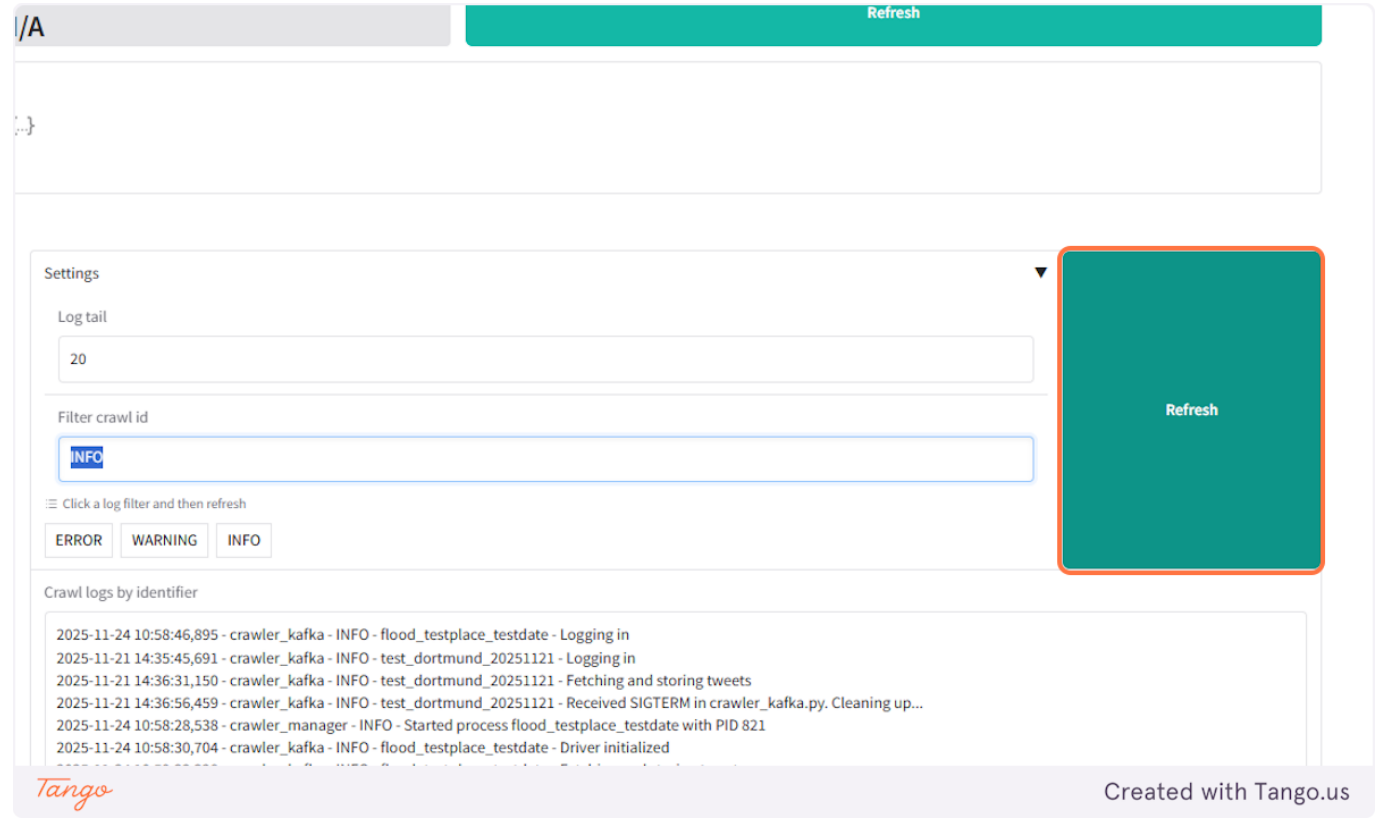 /A
Refresh
{...}
Settings
Log tail
20
Filter crawl id
INFO
Refresh
Click a log filter and then refresh
ERROR WARNING INFO
Crawl logs by identifier
2025-11-24 10:58:46,895 - crawler_kafka - INFO - flood_testplace_testdate - Logging in
2025-11-21 14:35:45,691 - crawler_kafka - INFO - test_dortmund_20251121 - Logging in
2025-11-21 14:36:31,150 - crawler_kafka - INFO - test_dortmund_20251121 - Fetching and storing tweets
2025-11-21 14:36:56,459 - crawler_kafka - INFO - test_dortmund_20251121 - Received SIGTERM in crawler_kafka.py. Cleaning up...
2025-11-24 10:58:28,538 - crawler_manager - INFO - Started process flood_testplace_testdate with PID 821
2025-11-24 10:58:30,704 - crawler_kafka - INFO - flood_testplace_testdate - Driver initialized
Tango
Created with Tango.us